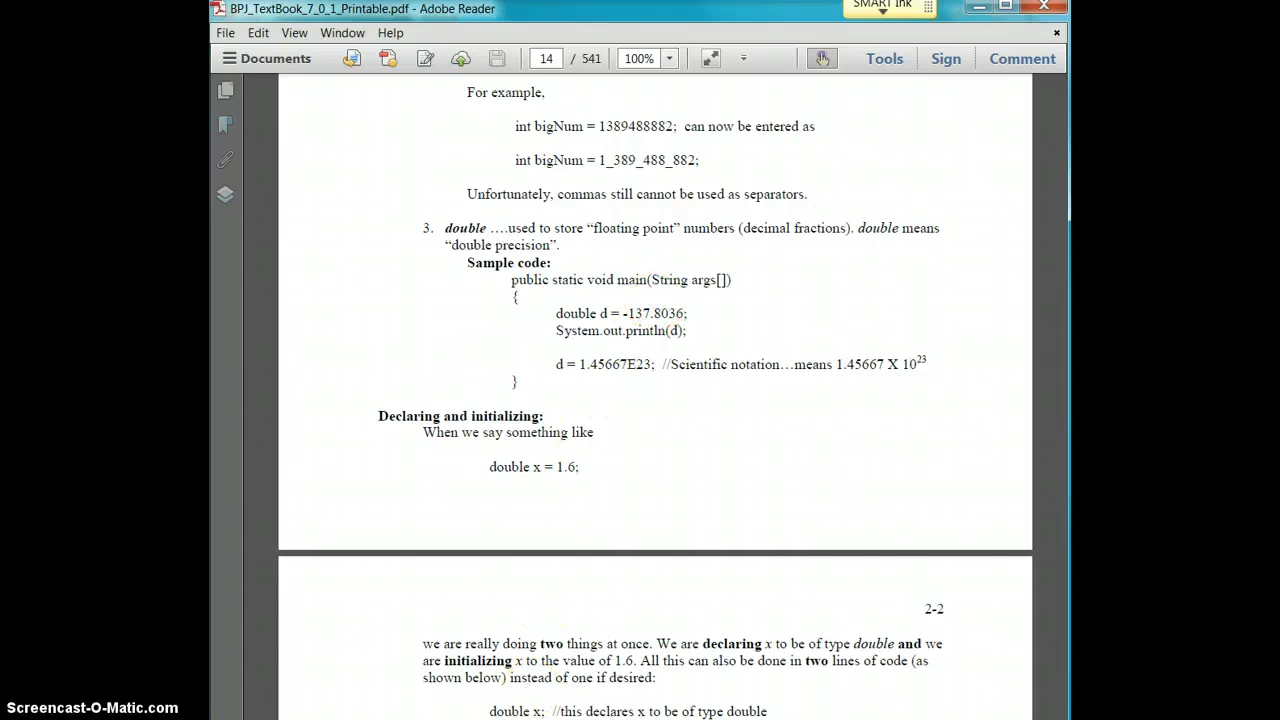 BPJ_TextBook_7_0_1_Printable.pdf - Adobe Reader
SMART Ink
File Edit View Window Help
Documents 14 / 541 100% Tools Sign Comment
For example,
int bigNum = 1389488882; can now be entered as
int bigNum = 1_389_488_882;
Unfortunately, commas still cannot be used as separators.
3. double ….used to store “floating point” numbers (decimal fractions). double means
“double precision”.
Sample code:
public static void main(String args[])
{
double d = -137.8036;
System.out.println(d);
d = 1.45667E23; //Scientific notation…means 1.45667 X 10²³
}
Declaring and initializing:
When we say something like
double x = 1.6;
2-2
we are really doing two things at once. We are declaring x to be of type double and we
are initializing x to the value of 1.6. All this can also be done in two lines of code (as
shown below) instead of one if desired:
double x; //this declares x to be of type double
Screencast-O-Matic.com